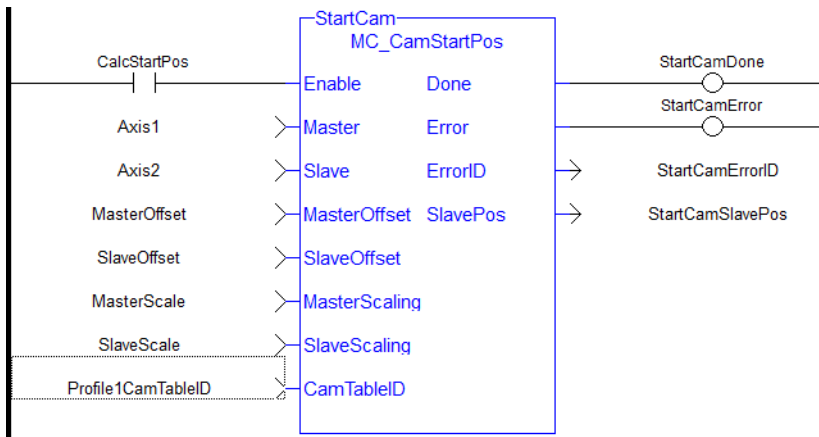 StartCam
MC_CamStartPos
CalcStartPos Enable Done StartCamDone
Axis1 Master Error StartCamError
Axis2 Slave ErrorID StartCamErrorID
MasterOffset MasterOffset SlavePos StartCamSlavePos
SlaveOffset SlaveOffset
MasterScale MasterScaling
SlaveScale SlaveScaling
Profile1CamTableID CamTableID